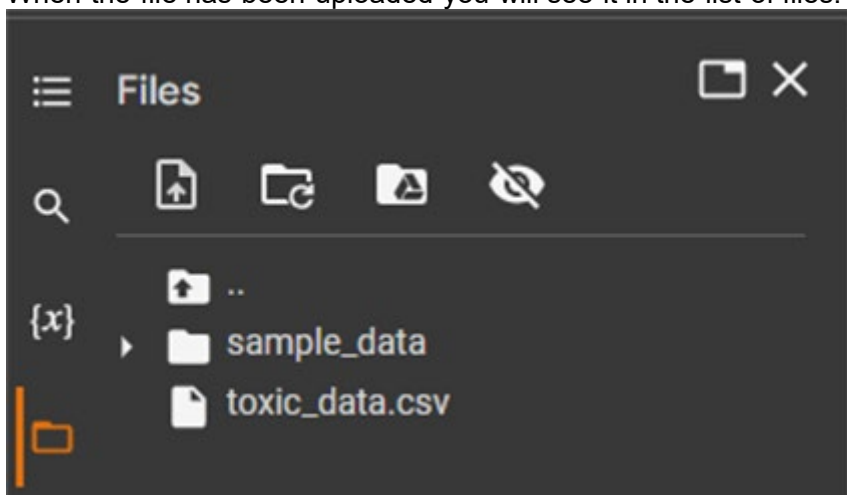 When the file has been uploaded you will see it in the list of files.
Files
..
{x}
sample_data
toxic_data.csv